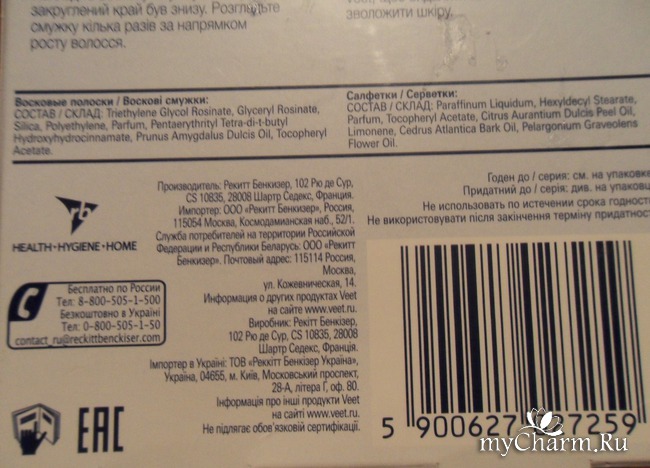 закруглений край був знизу. Розгладьте
смужку кілька разів за напрямком
росту волосся.
зволожити шкіру.
Восковые полоски / Воскові смужки:
СОСТАВ / СКЛАД: Triethylene Glycol Rosinate, Glyceryl Rosinate,
Silica, Polyethylene, Parfum, Pentaerythrityl Tetra-di-t-butyl
Hydroxyhydrocinnamate, Prunus Amygdalus Dulcis Oil, Tocopheryl
Acetate.
Салфетки / Серветки:
СОСТАВ / СКЛАД: Paraffinum Liquidum, Hexyldecyl Stearate,
Parfum, Tocopheryl Acetate, Citrus Aurantium Dulcis Peel Oil,
Limonene, Cedrus Atlantica Bark Oil, Pelargonium Graveolens
Flower Oil.
rb
HEALTH•HYGIENE•HOME
Бесплатно по России
Тел: 8-800-505-1-500
Безкоштовно в Україні
Тел: 0-800-505-1-50
contact_ru@reckittbenckiser.com
EAC
Производитель: Рекитт Бенкизер, 102 Рю де Сур,
CS 10835, 28008 Шартр Седекс, Франция.
Импортер: ООО «Рекитт Бенкизер», Россия,
115054 Москва, Космодамианская наб., 52/1.
Служба потребителей на территории Российской
Федерации и Республики Беларусь: ООО «Рекитт
Бенкизер». Почтовый адрес: 115114 Россия,
Москва,
ул. Кожевническая, 14.
Информация о других продуктах Veet
на сайте www.veet.ru.
Виробник: Рекітт Бенкізер,
102 Рю де Сур, CS 10835, 28008
Шартр Седекс, Франція.
Імпортер в Україні: ТОВ «Реккітт Бенкізер Україна»,
Україна, 04655, м. Київ, Московський проспект,
28-А, літера Г, оф. 80.
Інформація про інші продукти Veet
на сайті www.veet.ru.
Не підлягає обов'язковій сертифікації.
Годен до / серия: см. на упаковке
Придатний до / серія: див. на упаковці
Не использовать по истечении срока годност
Не використовувати після закінчення терміну придатност
5 900627 7259
myCharm.Ru